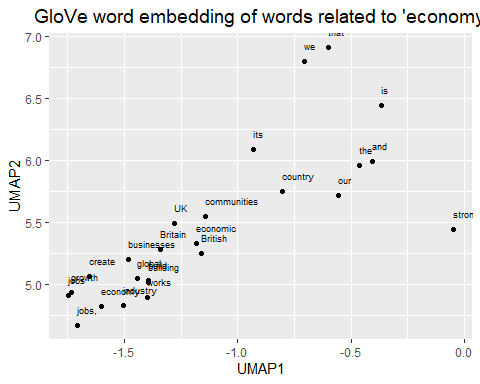 GloVe word embedding of words related to 'economy
7.0
that
we
is
6.5
its
the
and
6.0
country
our
UMAP2
communities
UK
5.5
economic
stron
Britain
British
businesses
create
global
building
growth
jobs
works
5.0
economy
industry
jobs,
-1.5
-1.0
-0.5
0.0
UMAP1